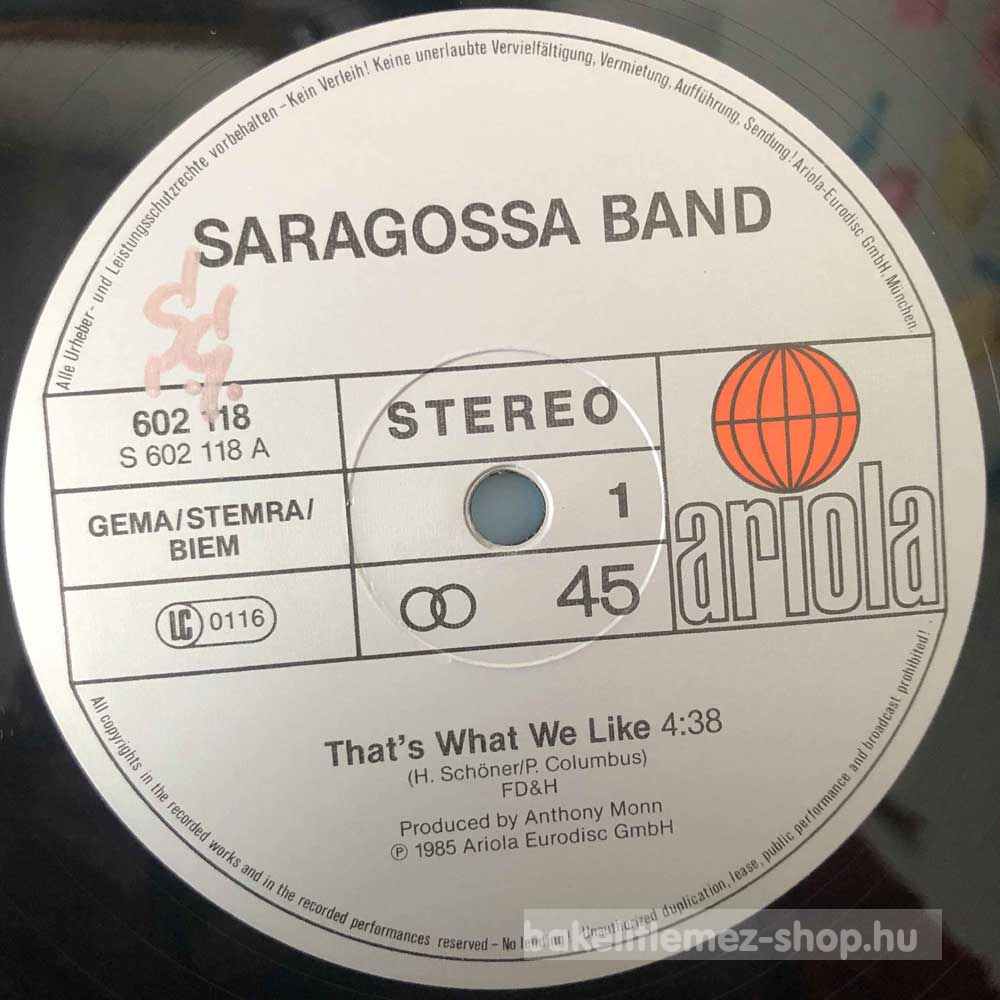 Alle Urheber- und Leistungsschutzrechte vorbehalten – Kein Verleih! Keine unerlaubte Vervielfältigung, Vermietung, Aufführung, Sendung! Ariola-Eurodisc GmbH, München.
SARAGOSSA BAND
602 118
S 602 118 A
STEREO
GEMA/STEMRA/
BIEM
1
LC 0116
45
ariola
That's What We Like 4:38
(H. Schöner/P. Columbus)
FD&H
Produced by Anthony Monn
℗ 1985 Ariola Eurodisc GmbH
All copyrights in the recorded works and in the recorded performances reserved – No lending! Unauthorized duplication, lease, public performance and broadcast prohibited!
bakelitlemez-shop.hu